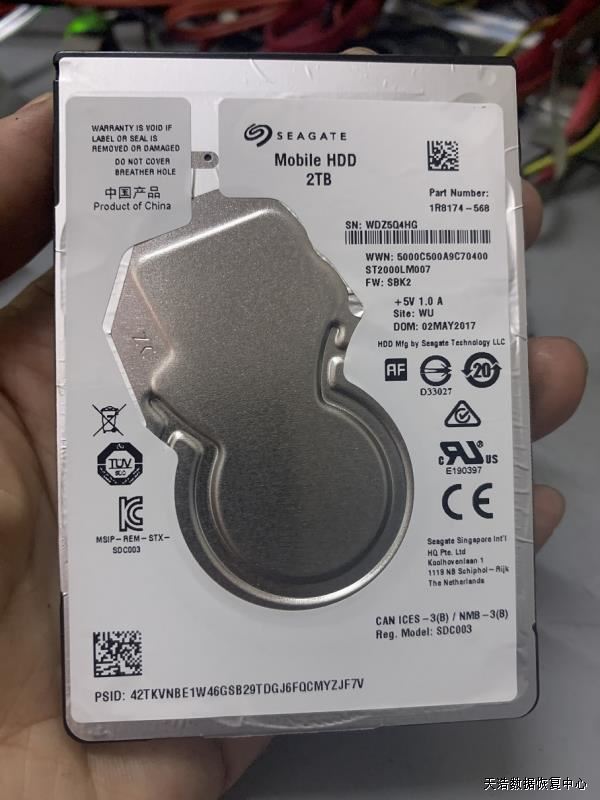 WARRANTY IS VOID IF
LABEL OR SEAL IS
REMOVED OR DAMAGED
DO NOT COVER
BREATHER HOLE
中国产品
Product of China
SEAGATE
Mobile HDD
2TB
Part Number:
1R8174-568
SN: WDZ5Q4HG
WWN: 5000C500A9C70400
ST2000LM007
FW: SBK2
+5V 1.0 A
Site: WU
DOM: 02MAY2017
HDD Mfg by Seagate Technology LLC
AF
D33027
20
TUV
MSIP-REM-STX-
SDC003
c RU US
E190397
CE
Seagate Singapore Int'l
HQ Pte. Ltd
Koolhovenlaan 1
1119 NB Schiphol-Rijk
The Netherlands
CAN ICES-3(B) / NMB-3(B)
Reg. Model: SDC003
PSID: 42TKVNBE1W46GSB29TDGJ6FQCMYZJF7V
天浩数据恢复中心